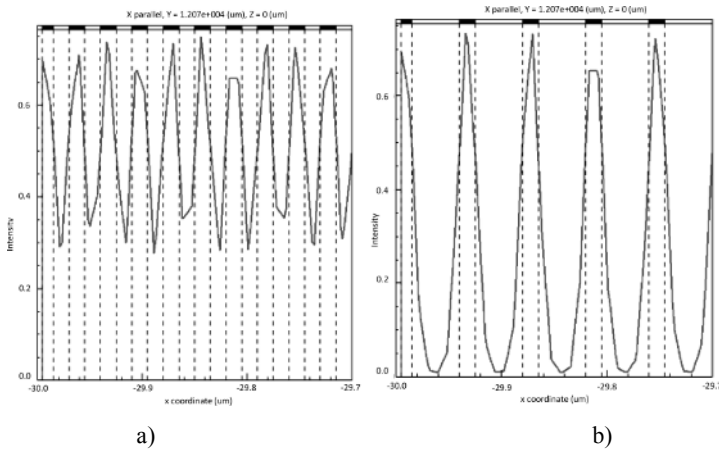 X parallel, Y = 1.207e+004 (um), Z = 0 (um)
0.6
0.4
0.2
0.0
Intensity
-30.0 -29.9 -29.8 -29.7
x coordinate (um)
a)
X parallel, Y = 1.207e+004 (um), Z = 0 (um)
0.6
0.4
0.2
0.0
Intensity
-30.0 -29.9 -29.8 -29.7
x coordinate (um)
b)